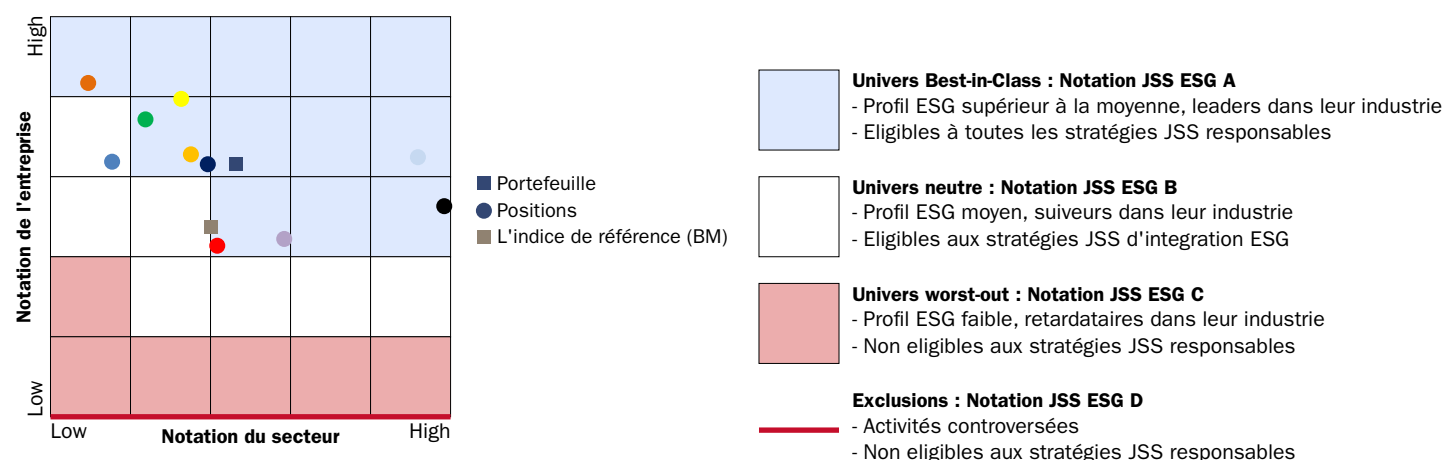 High
Notation de l'entreprise
Low
Low
Notation du secteur
High
Portefeuille
Positions
L'indice de référence (BM)
Univers Best-in-Class : Notation JSS ESG A
- Profil ESG supérieur à la moyenne, leaders dans leur industrie
- Eligibles à toutes les stratégies JSS responsables
Univers neutre : Notation JSS ESG B
- Profil ESG moyen, suiveurs dans leur industrie
- Eligibles aux stratégies JSS d'integration ESG
Univers worst-out : Notation JSS ESG C
- Profil ESG faible, retardataires dans leur industrie
- Non eligibles aux stratégies JSS responsables
Exclusions : Notation JSS ESG D
- Activités controversées
- Non eligibles aux stratégies JSS responsables